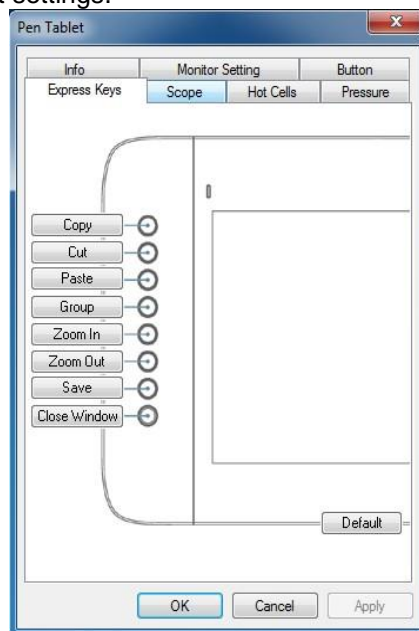 t settings.
Pen Tablet
Info Monitor Setting Button
Express Keys Scope Hot Cells Pressure
Copy
Cut
Paste
Group
Zoom In
Zoom Out
Save
Close Window
Default
OK Cancel Apply